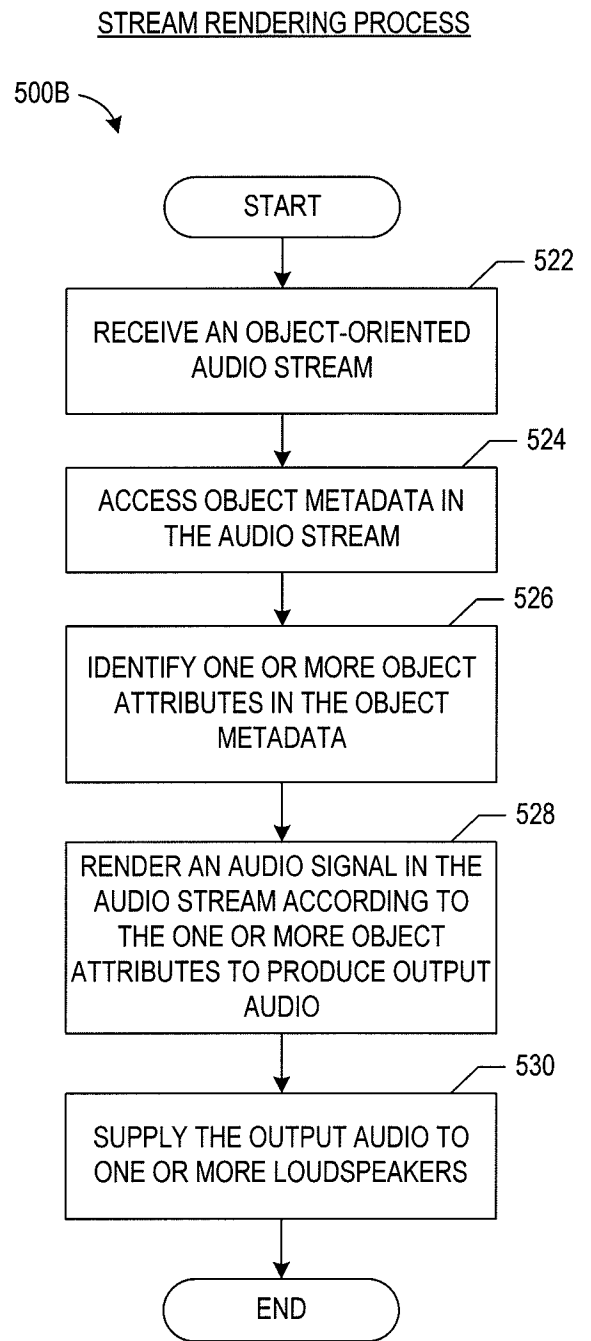 STREAM RENDERING PROCESS
500B
START
522
RECEIVE AN OBJECT-ORIENTED
AUDIO STREAM
524
ACCESS OBJECT METADATA IN
THE AUDIO STREAM
526
IDENTIFY ONE OR MORE OBJECT
ATTRIBUTES IN THE OBJECT
METADATA
528
RENDER AN AUDIO SIGNAL IN THE
AUDIO STREAM ACCORDING TO
THE ONE OR MORE OBJECT
ATTRIBUTES TO PRODUCE OUTPUT
AUDIO
530
SUPPLY THE OUTPUT AUDIO TO
ONE OR MORE LOUDSPEAKERS
END